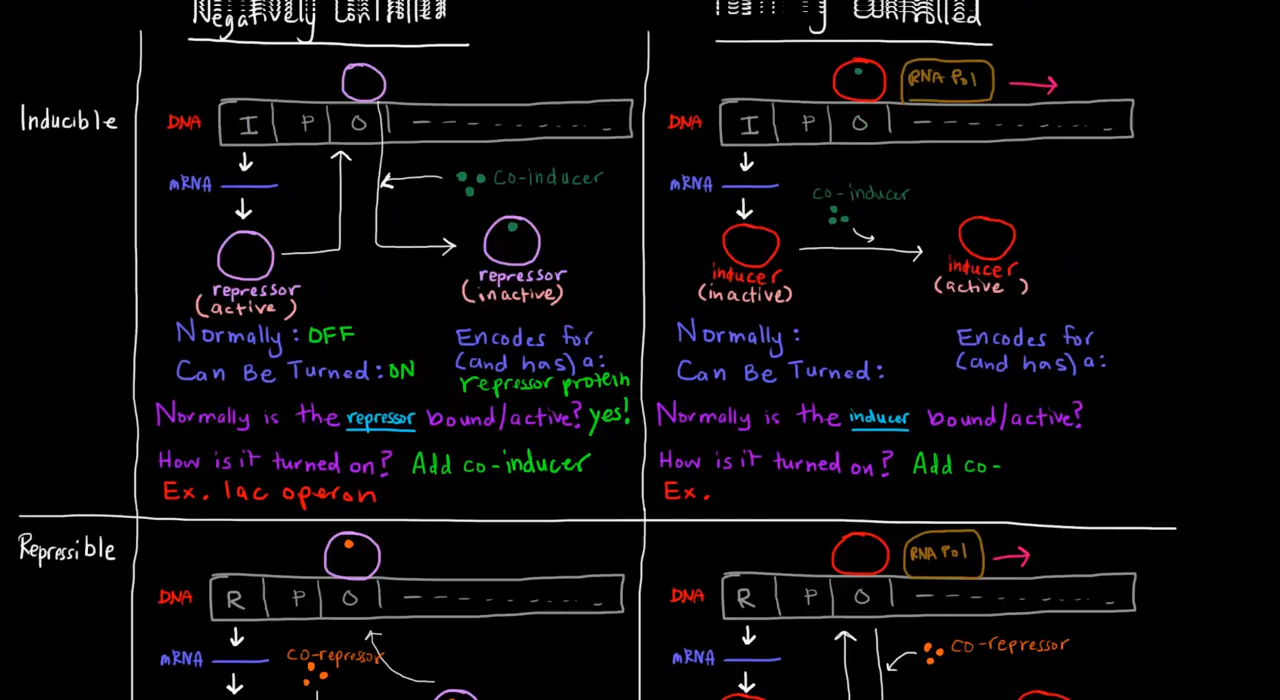 Negatively Controlled
Controlled
RNA Pol
Inducible
DNA I P O
DNA I P O
mRNA
co-inducer
mRNA
co-inducer
repressor
(active)
repressor
(inactive)
inducer
(inactive)
inducer
(active)
Normally: OFF
Can Be Turned: ON
Encodes for
(and has) a:
repressor protein
Normally:
Can Be Turned:
Encodes for
(and has) a:
Normally is the repressor bound/active? yes!
Normally is the inducer bound/active?
How is it turned on? Add co-inducer
How is it turned on? Add co-
Ex. lac operon
Ex.
Repressible
RNA Pol
DNA R P O
DNA R P O
mRNA
co-repressor
mRNA
co-repressor